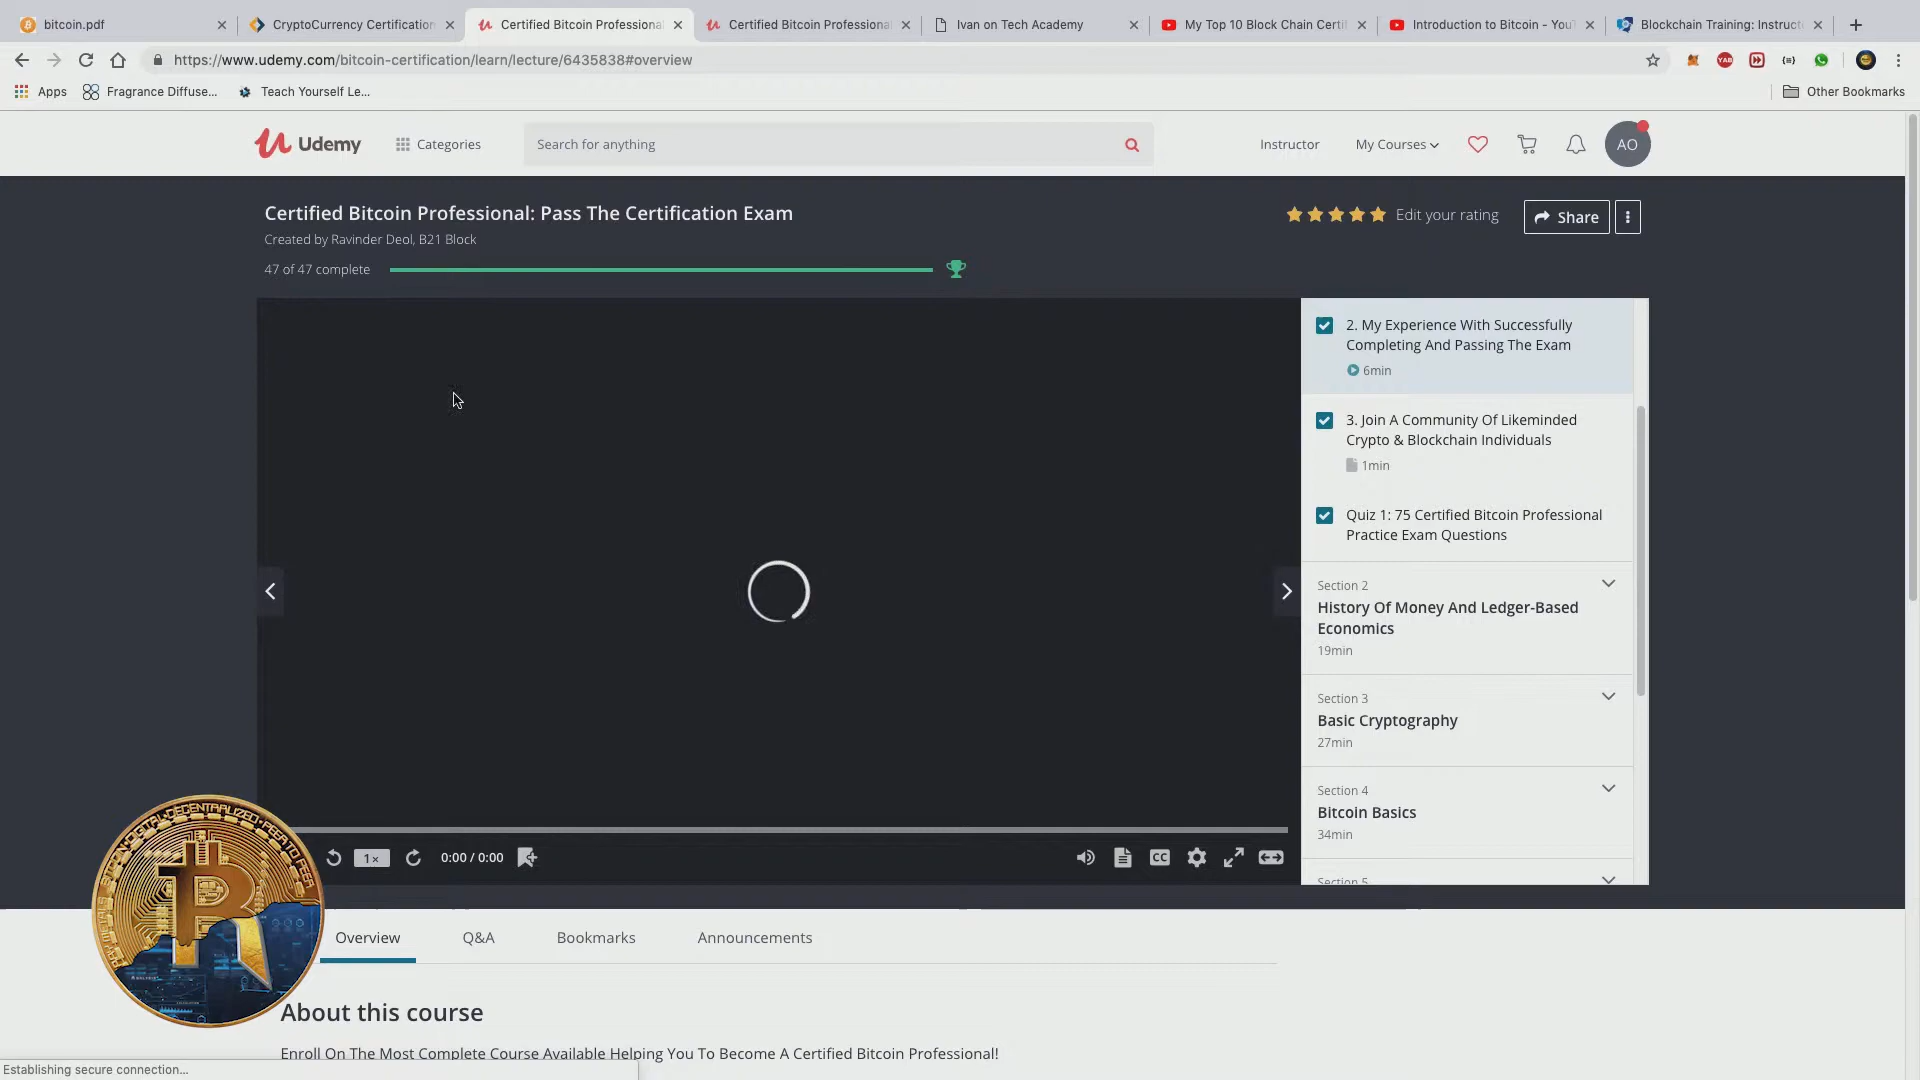 bitcoin.pdf
CryptoCurrency Certification
Certified Bitcoin Professional
Certified Bitcoin Professional
Ivan on Tech Academy
My Top 10 Block Chain Certi
Introduction to Bitcoin - YouT
Blockchain Training: Instruct
https://www.udemy.com/bitcoin-certification/learn/lecture/6435838#overview
YAB
Apps
Fragrance Diffuse...
Teach Yourself Le...
Other Bookmarks
Udemy
Categories
Search for anything
Instructor
My Courses
AO
Certified Bitcoin Professional: Pass The Certification Exam
Created by Ravinder Deol, B21 Block
47 of 47 complete
Edit your rating
Share
2. My Experience With Successfully
Completing And Passing The Exam
6min
3. Join A Community Of Likeminded
Crypto & Blockchain Individuals
1min
Quiz 1: 75 Certified Bitcoin Professional
Practice Exam Questions
Section 2
History Of Money And Ledger-Based
Economics
19min
Section 3
Basic Cryptography
27min
Section 4
Bitcoin Basics
34min
Section 5
1×
0:00 / 0:00
CC
Overview
Q&A
Bookmarks
Announcements
About this course
Enroll On The Most Complete Course Available Helping You To Become A Certified Bitcoin Professional!
Establishing secure connection...